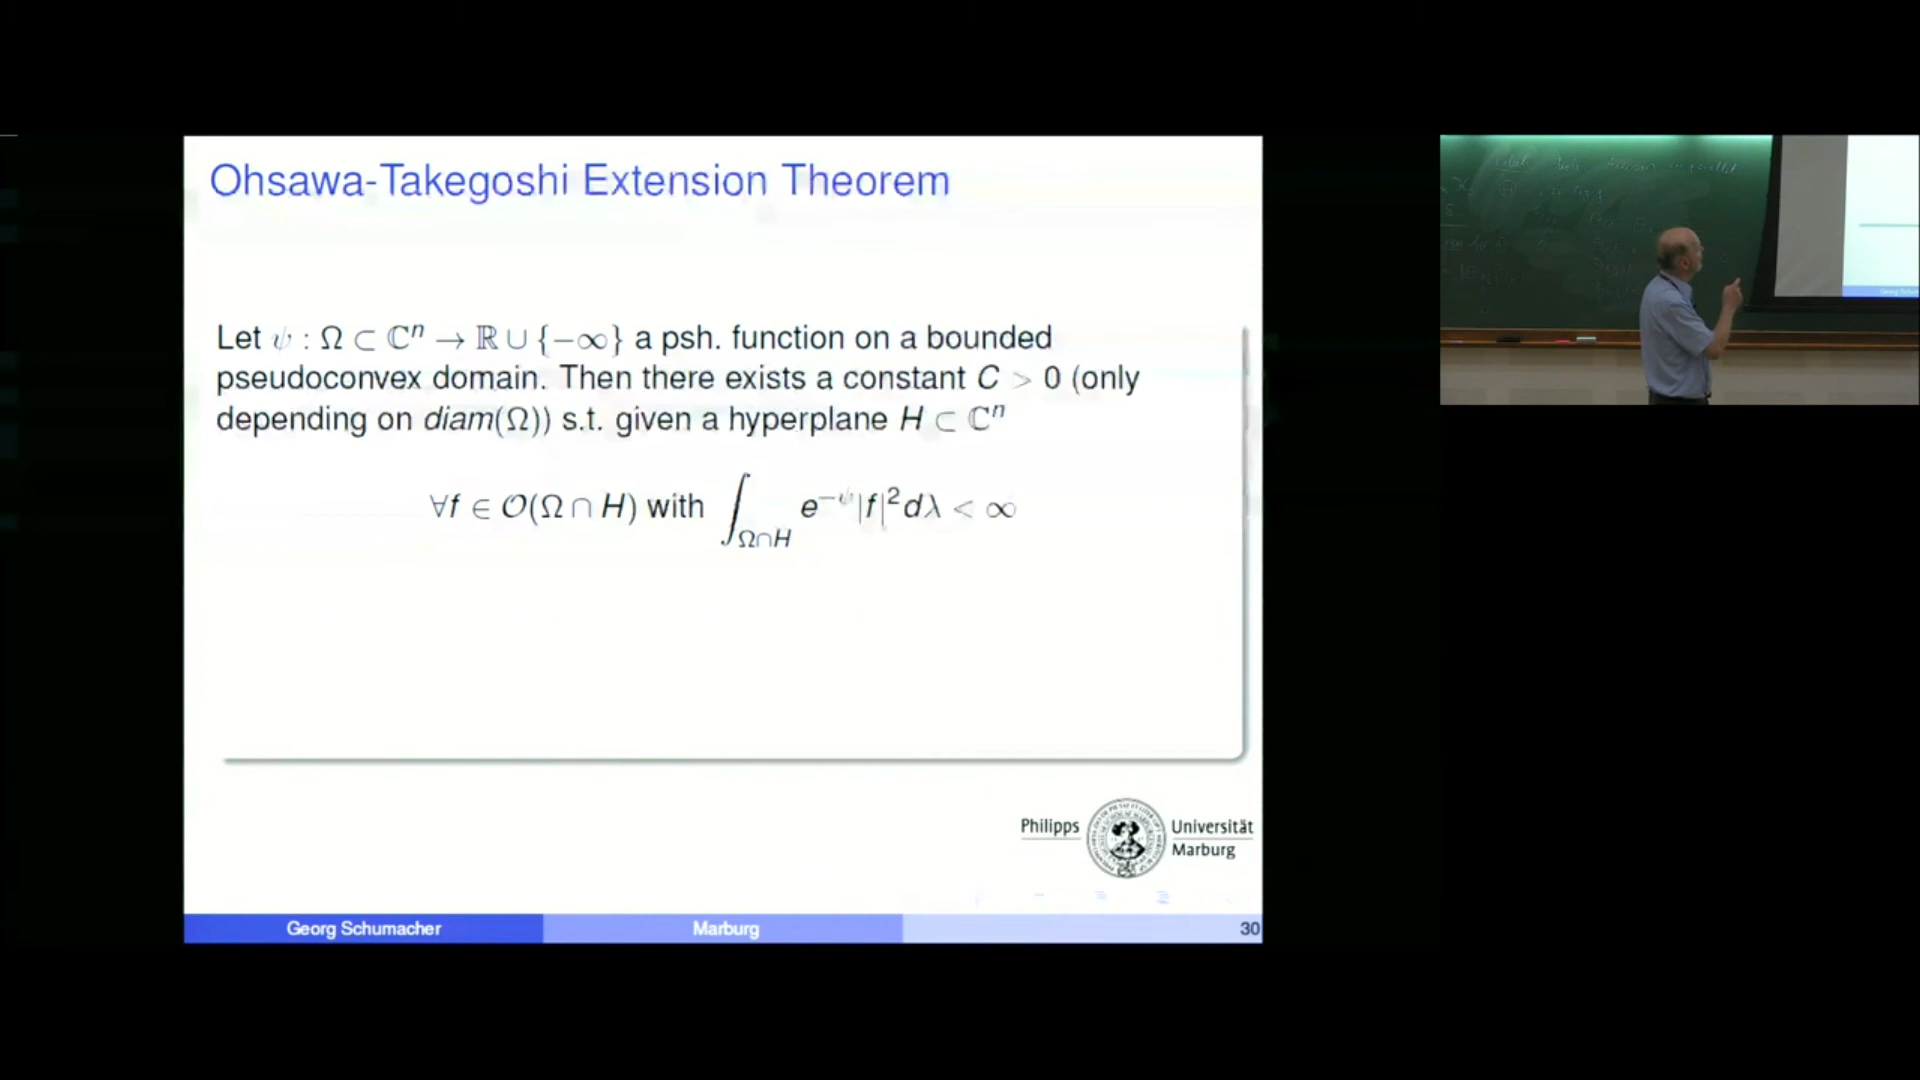 Ohsawa-Takegoshi Extension Theorem
Let ψ : Ω ⊂ ℂⁿ → ℝ ∪ {−∞} a psh. function on a bounded
pseudoconvex domain. Then there exists a constant C > 0 (only
depending on diam(Ω)) s.t. given a hyperplane H ⊂ ℂⁿ
∀f ∈ 𝒪(Ω ∩ H) with ∫_{Ω∩H} e^{−ψ}|f|²dλ < ∞
Philipps Universität
Marburg
Georg Schumacher Marburg 30